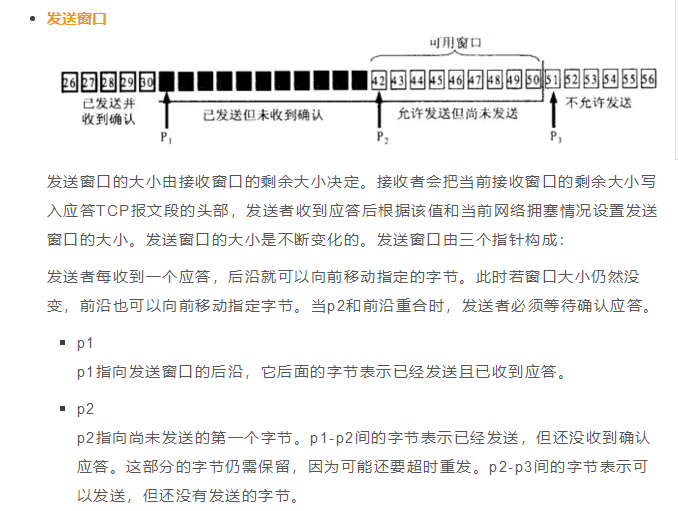 发送窗口
可用窗口
26 27 28 29 30 42 43 44 45 46 47 48 49 50 51 52 53 54 55 56
已发送并
收到确认
已发送但未收到确认
允许发送但尚未发送
不允许发送
P1
P2
P3
发送窗口的大小由接收窗口的剩余大小决定。接收者会把当前接收窗口的剩余大小写
入应答TCP报文段的头部，发送者收到应答后根据该值和当前网络拥塞情况设置发送
窗口的大小。发送窗口的大小是不断变化的。发送窗口由三个指针构成：
发送者每收到一个应答，后沿就可以向前移动指定的字节。此时若窗口大小仍然没
变，前沿也可以向前移动指定字节。当p2和前沿重合时，发送者必须等待确认应答。
p1
p1指向发送窗口的后沿，它后面的字节表示已经发送且已收到应答。
p2
p2指向尚未发送的第一个字节。p1-p2间的字节表示已经发送，但还没收到确认
应答。这部分的字节仍需保留，因为可能还要超时重发。p2-p3间的字节表示可
以发送，但还没有发送的字节。